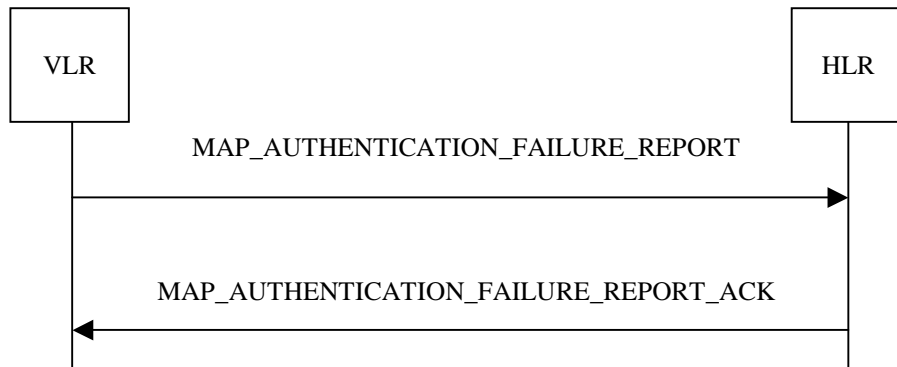 VLR
HLR
MAP_AUTHENTICATION_FAILURE_REPORT
MAP_AUTHENTICATION_FAILURE_REPORT_ACK